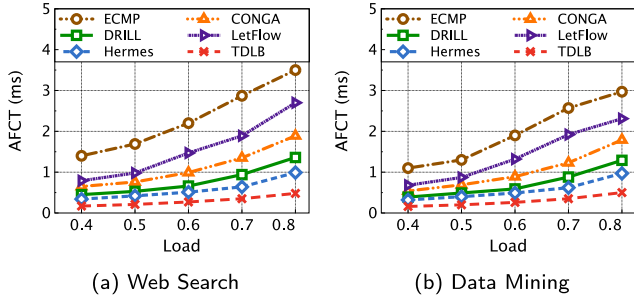 ECMP CONGA
DRILL LetFlow
Hermes TDLB
AFCT (ms)
5
4
3
2
1
0
0.4 0.5 0.6 0.7 0.8
Load
(a) Web Search
ECMP CONGA
DRILL LetFlow
Hermes TDLB
AFCT (ms)
5
4
3
2
1
0
0.4 0.5 0.6 0.7 0.8
Load
(b) Data Mining